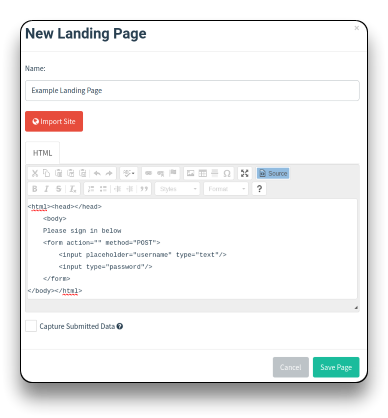 New Landing Page
×
Name:
Example Landing Page
Import Site
HTML
Source
B I S Ix
Styles Format ?
<html><head></head>
<body>
Please sign in below
<form action="" method="POST">
<input placeholder="username" type="text"/>
<input type="password"/>
</form>
</body></html>
Capture Submitted Data
Cancel Save Page